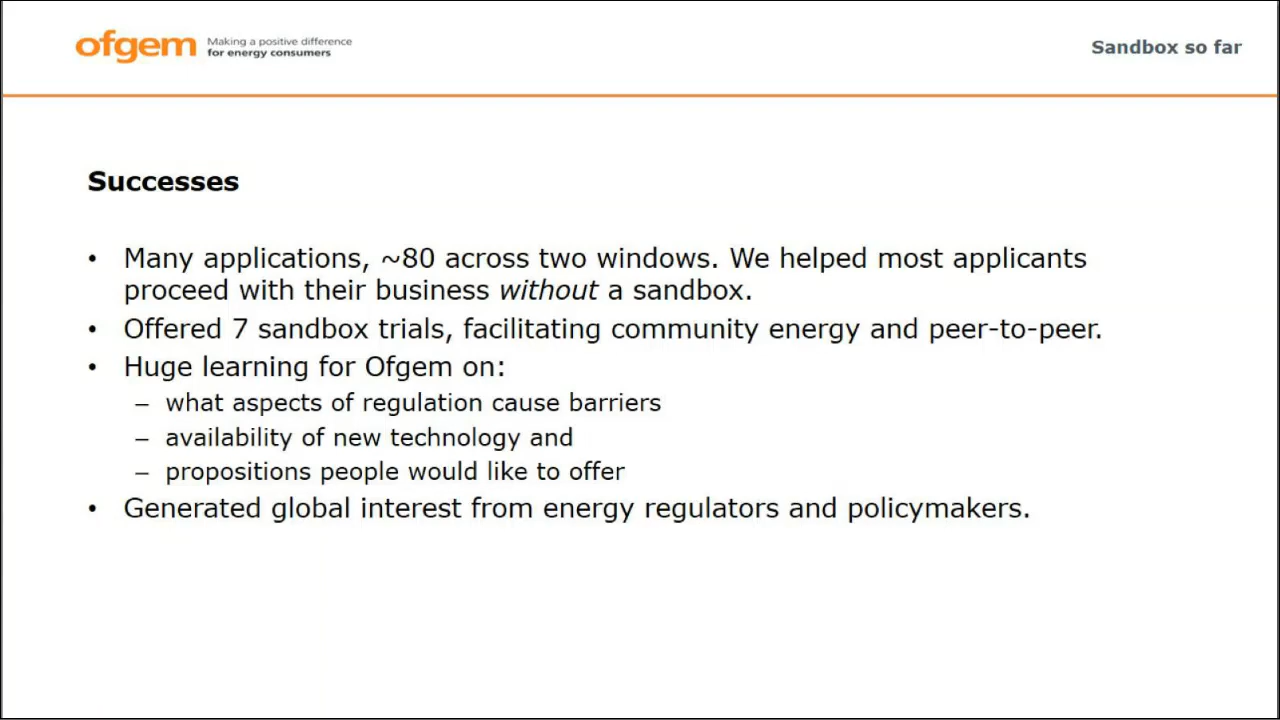 ofgem
Making a positive difference
for energy consumers
Sandbox so far
Successes
• Many applications, ~80 across two windows. We helped most applicants
proceed with their business without a sandbox.
• Offered 7 sandbox trials, facilitating community energy and peer-to-peer.
• Huge learning for Ofgem on:
– what aspects of regulation cause barriers
– availability of new technology and
– propositions people would like to offer
• Generated global interest from energy regulators and policymakers.